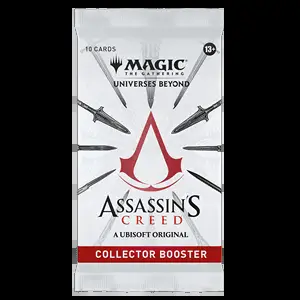 10 CARDS
13+
MAGIC
THE GATHERING
UNIVERSES BEYOND
ASSASSIN'S
CREED
A UBISOFT ORIGINAL
COLLECTOR BOOSTER